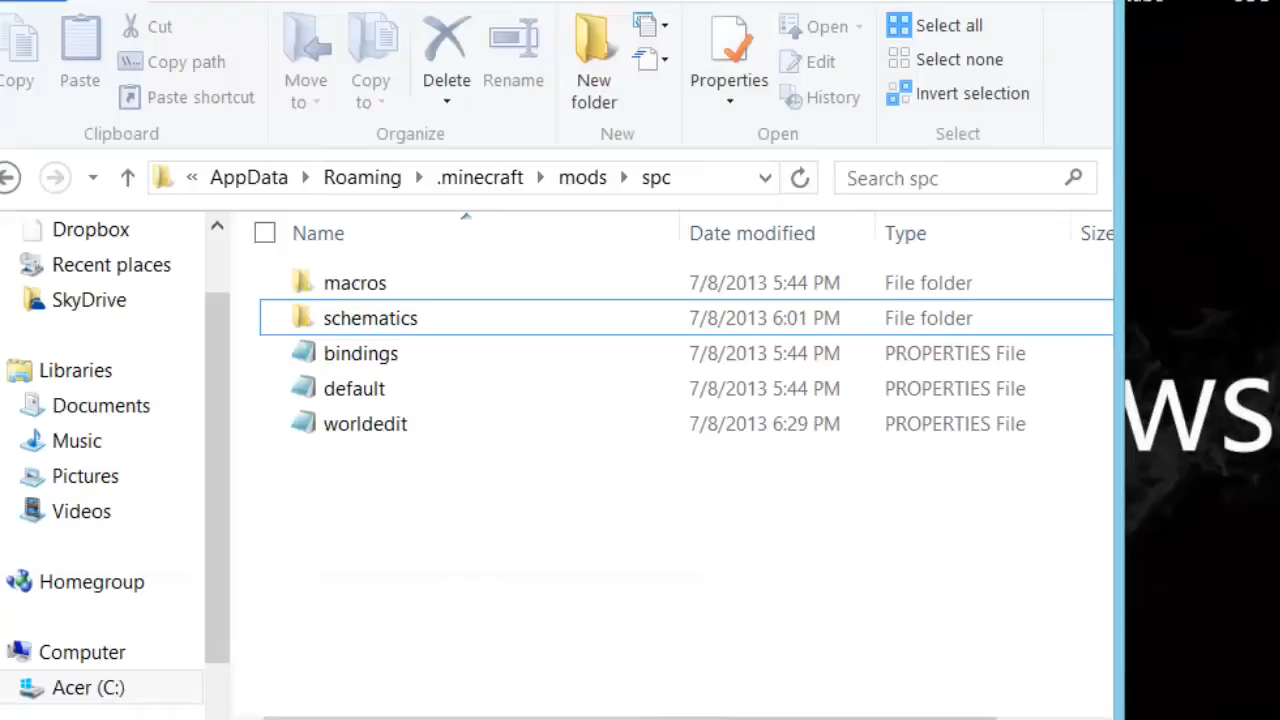 Cut
Copy path
Paste shortcut
Copy
Paste
Clipboard
Move to
Copy to
Delete
Rename
Organize
New folder
New
Properties
Open
Edit
History
Open
Select all
Select none
Invert selection
Select
« AppData Roaming .minecraft mods spc
Search spc
Dropbox
Recent places
SkyDrive
Libraries
Documents
Music
Pictures
Videos
Homegroup
Computer
Acer (C:)
Name Date modified Type Size
macros 7/8/2013 5:44 PM File folder
schematics 7/8/2013 6:01 PM File folder
bindings 7/8/2013 5:44 PM PROPERTIES File
default 7/8/2013 5:44 PM PROPERTIES File
worldedit 7/8/2013 6:29 PM PROPERTIES File
ws